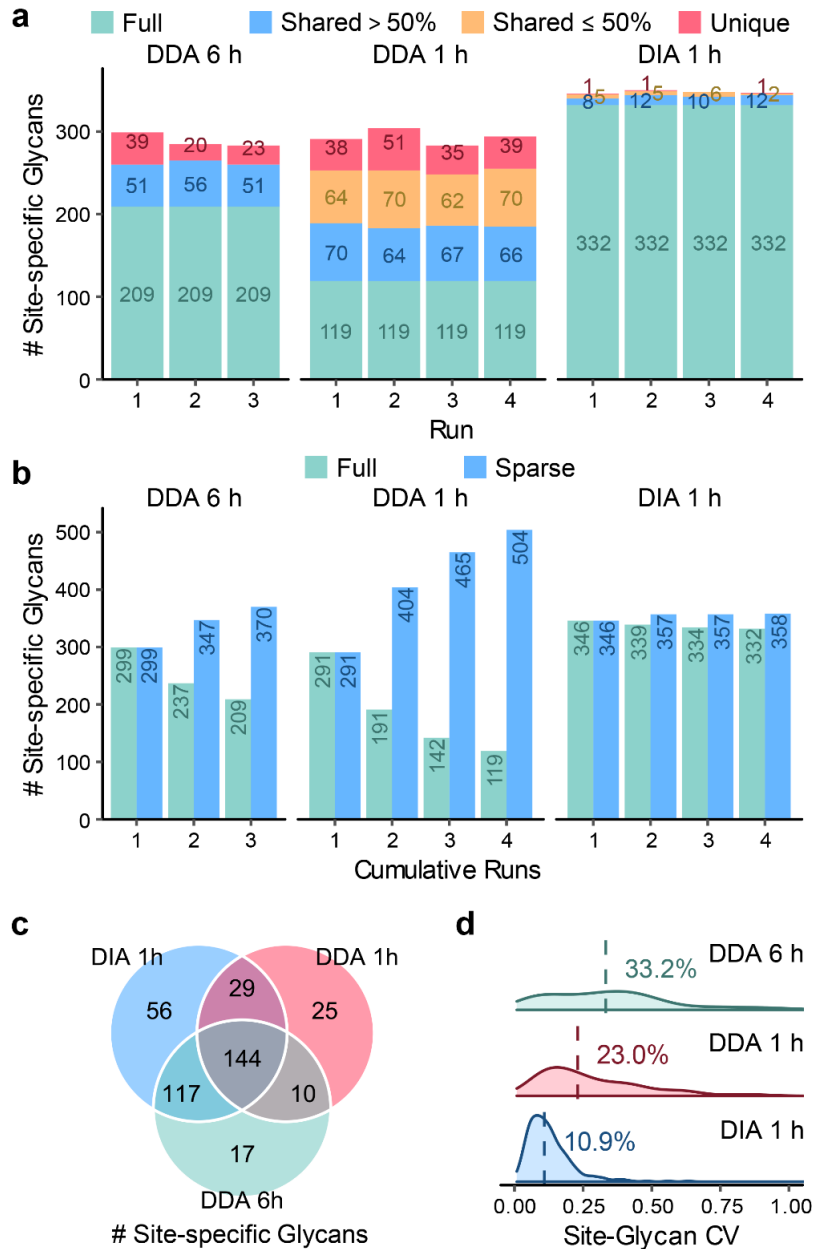 a
Full Shared > 50% Shared ≤ 50% Unique
DDA 6 h DDA 1 h DIA 1 h
# Site-specific Glycans
300
200
100
0
39 20 23
51 56 51
209 209 209
38 51 35 39
64 70 62 70
70 64 67 66
119 119 119 119
1 1 1
5 5 6 2
8 12 10 12
332 332 332 332
1 2 3 1 2 3 4 1 2 3 4
Run
b
Full Sparse
DDA 6 h DDA 1 h DIA 1 h
# Site-specific Glycans
500
400
300
200
100
0
299 299 237 347 209 370
291 291 191 404 142 465 119 504
346 346 339 357 334 357 332 358
1 2 3 1 2 3 4 1 2 3 4
Cumulative Runs
c
DIA 1h DDA 1h
56 29 25
144
117 10
17
DDA 6h
# Site-specific Glycans
d
DDA 6 h
33.2%
DDA 1 h
23.0%
DIA 1 h
10.9%
0.00 0.25 0.50 0.75 1.00
Site-Glycan CV